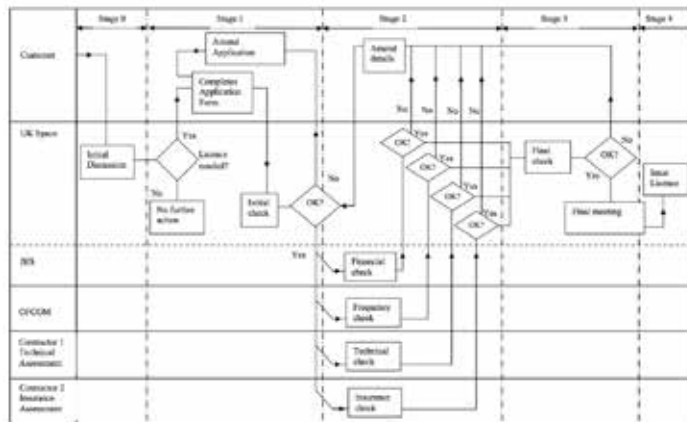 Stage 0
Stage 1
Stage 2
Stage 3
Stage 4
Customer
Amend
Application
Completes
Application
Form
Amend
details
No
No
No
No
UK Space
Initial
Discussion
Yes
Licence
needed?
No
No further
action
Initial
check
No
OK?
Yes
OK?
Yes
OK?
Yes
OK?
Yes
OK?
Yes
Final
check
OK?
No
Yes
Final meeting
Issue
Licence
Financial
check
OFCOM
Frequency
check
Contractor 1
Technical
Assessment
Technical
check
Contractor 2
Insurance
Assessment
Insurance
check